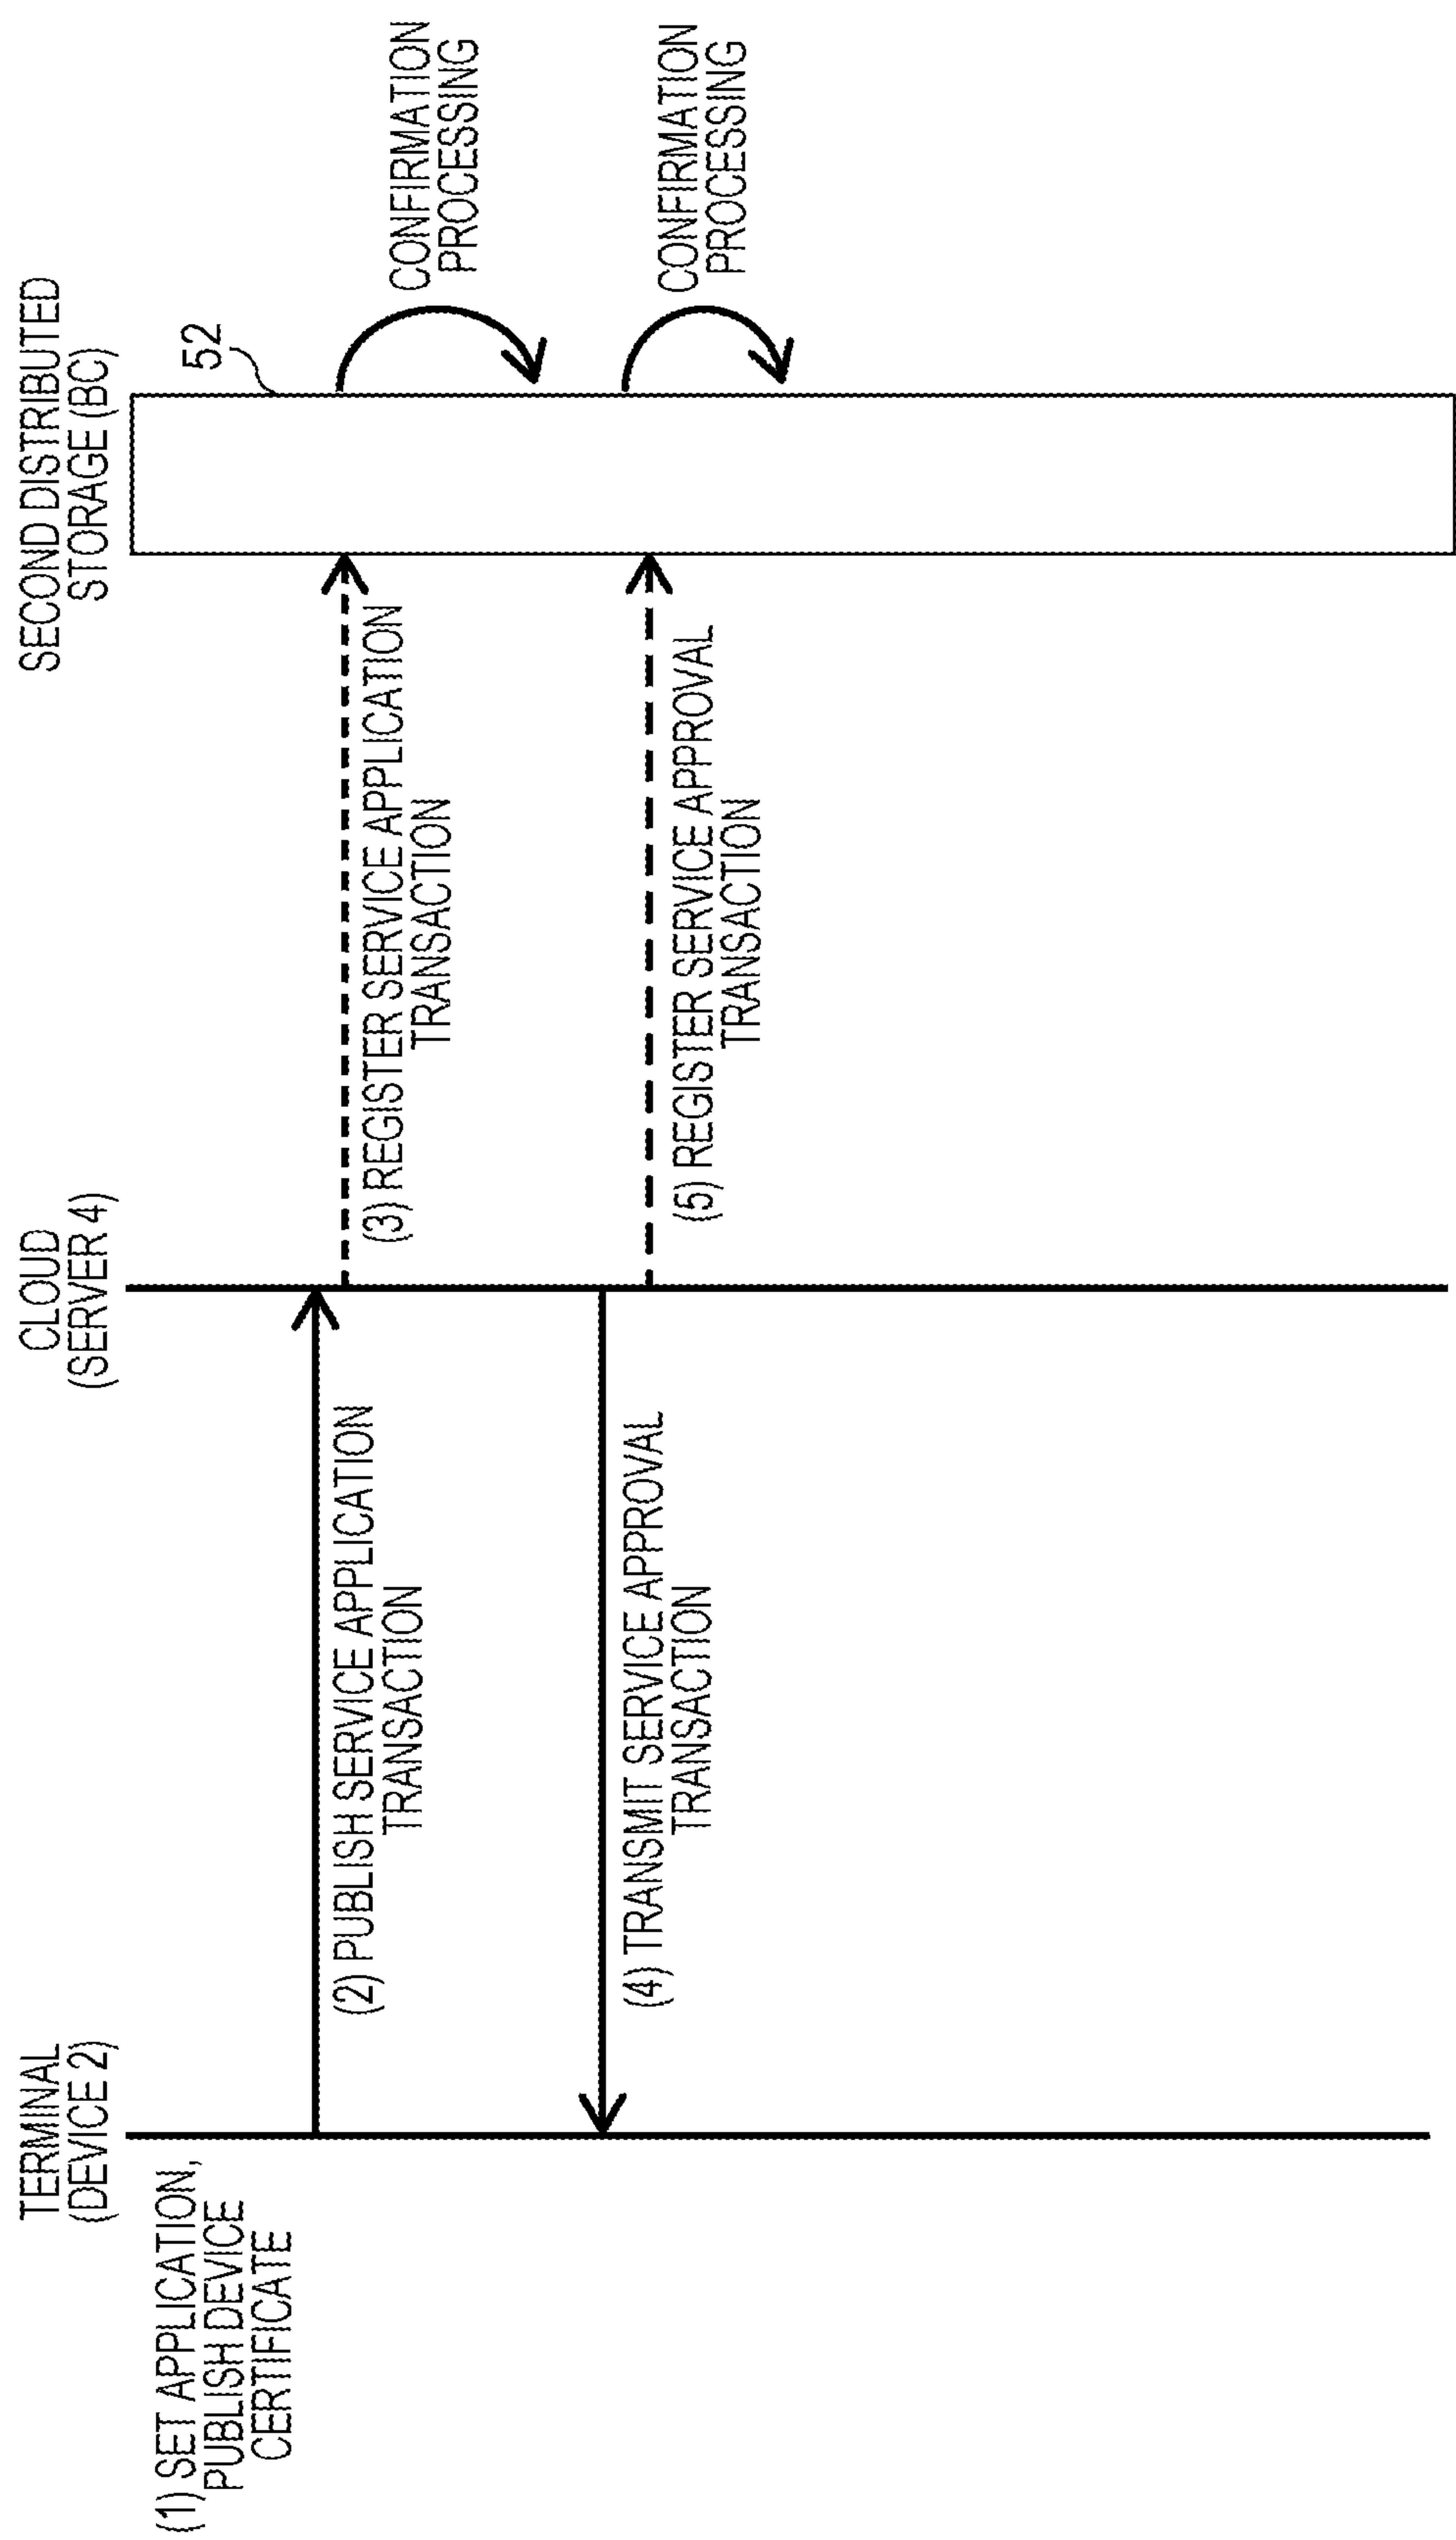 TERMINAL
(DEVICE 2)
CLOUD
(SERVER 4)
SECOND DISTRIBUTED
STORAGE (BC)
52
(1) SET APPLICATION,
PUBLISH DEVICE
CERTIFICATE
(2) PUBLISH SERVICE APPLICATION
TRANSACTION
(3) REGISTER SERVICE APPLICATION
TRANSACTION
CONFIRMATION
PROCESSING
(4) TRANSMIT SERVICE APPROVAL
TRANSACTION
(5) REGISTER SERVICE APPROVAL
TRANSACTION
CONFIRMATION
PROCESSING